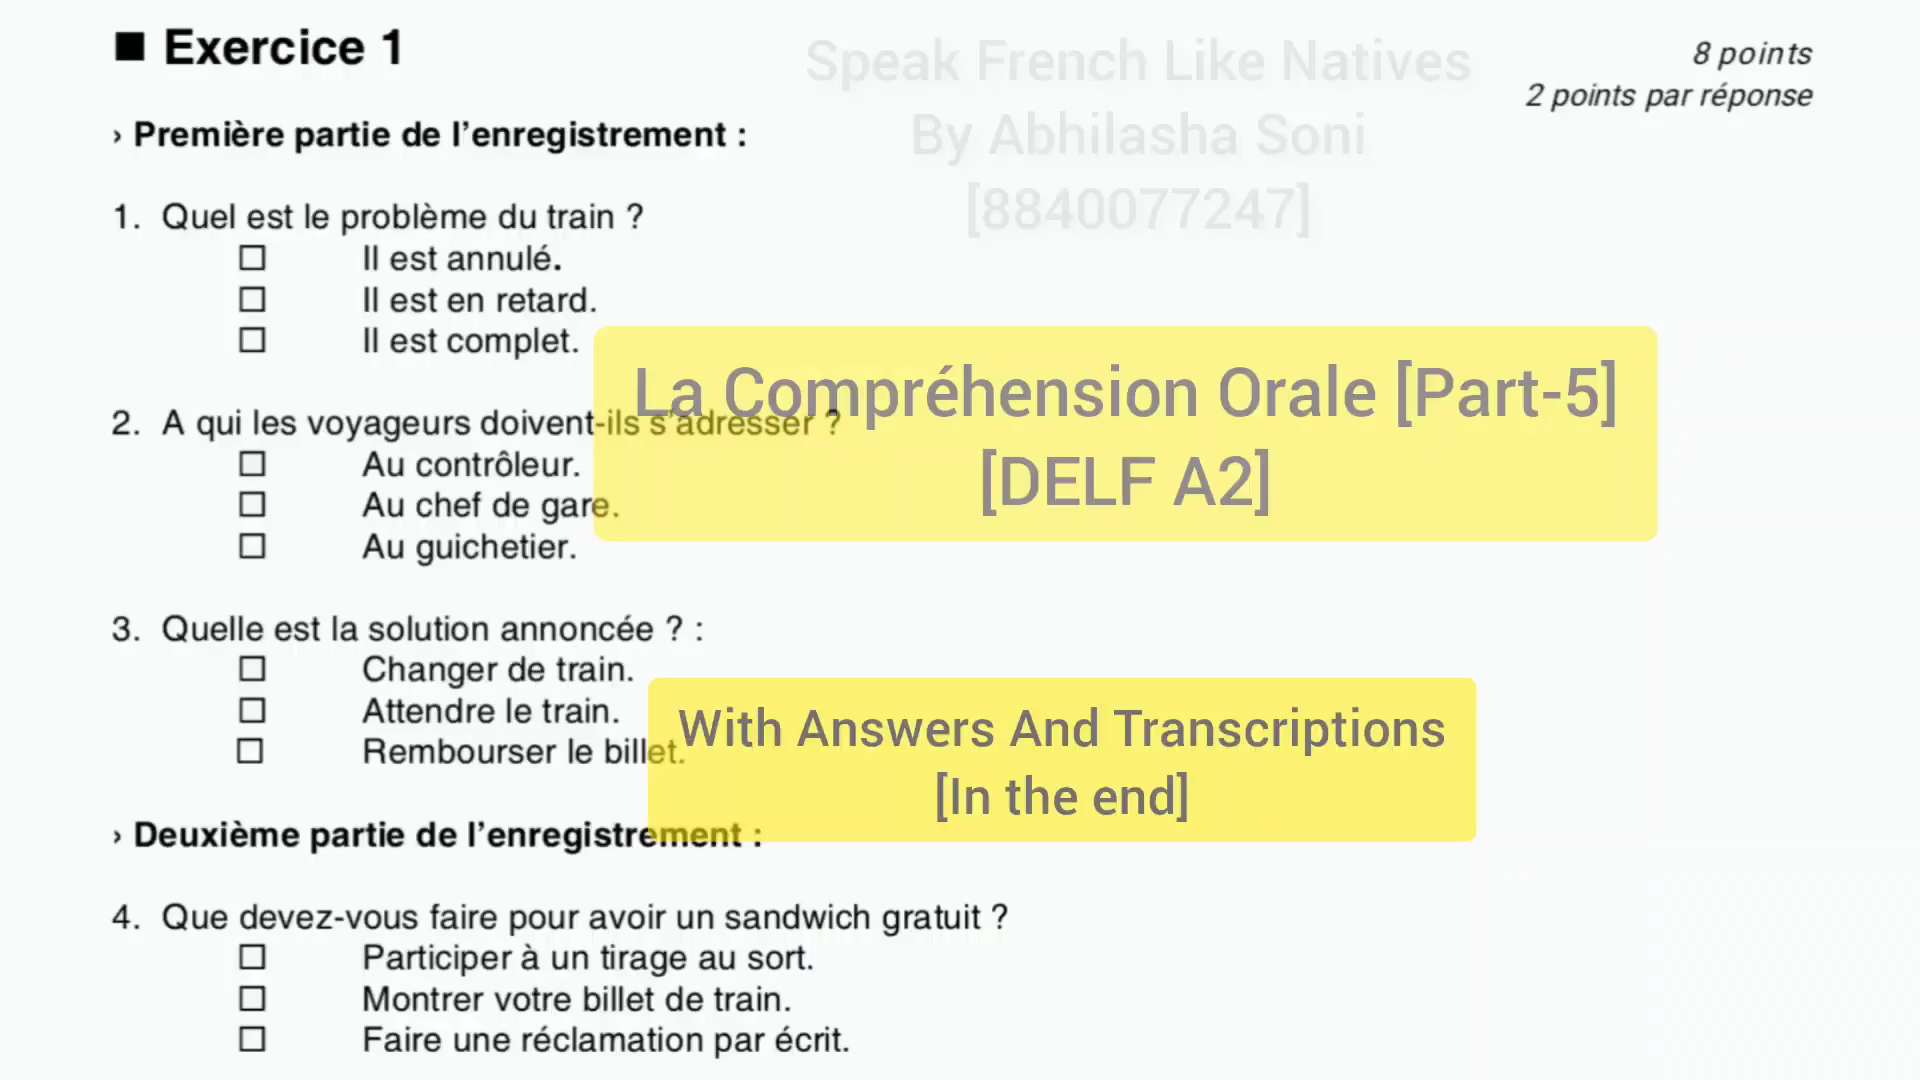 ■ Exercice 1
8 points
2 points par réponse
Speak French Like Natives
By Abhilasha Soni
[8840077247]
› Première partie de l’enregistrement :
1. Quel est le problème du train ?
☐ Il est annulé.
☐ Il est en retard.
☐ Il est complet.
La Compréhension Orale [Part-5]
[DELF A2]
2. A qui les voyageurs doivent-ils s’adresser ?
☐ Au contrôleur.
☐ Au chef de gare.
☐ Au guichetier.
3. Quelle est la solution annoncée ? :
☐ Changer de train.
☐ Attendre le train.
☐ Rembourser le billet.
With Answers And Transcriptions
[In the end]
› Deuxième partie de l’enregistrement :
4. Que devez-vous faire pour avoir un sandwich gratuit ?
☐ Participer à un tirage au sort.
☐ Montrer votre billet de train.
☐ Faire une réclamation par écrit.